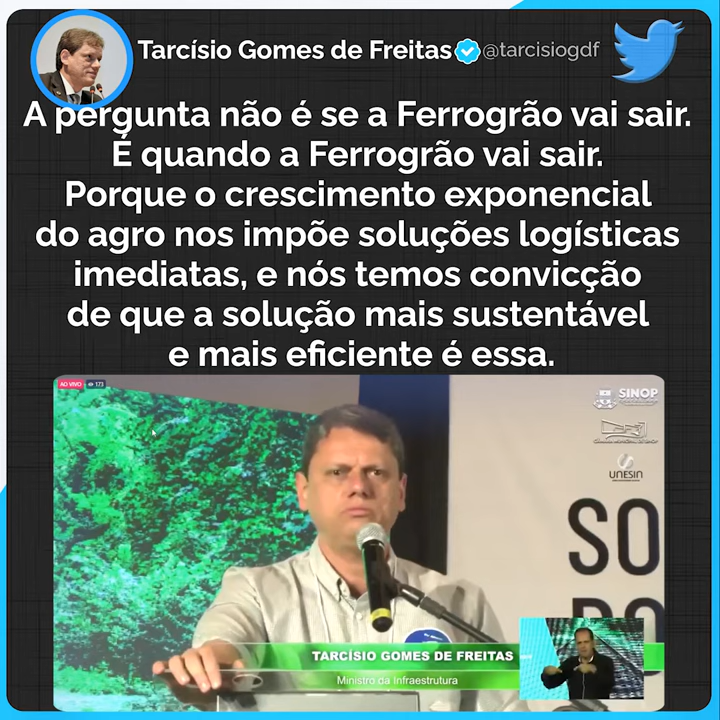 Tarcísio Gomes de Freitas @tarcisiogdf
A pergunta não é se a Ferrogrão vai sair.
É quando a Ferrogrão vai sair.
Porque o crescimento exponencial
do agro nos impõe soluções logísticas
imediatas, e nós temos convicção
de que a solução mais sustentável
e mais eficiente é essa.
AO VIVO 173
SINOP
UNESIN
SO
TARCÍSIO GOMES DE FREITAS
Ministro da Infraestrutura